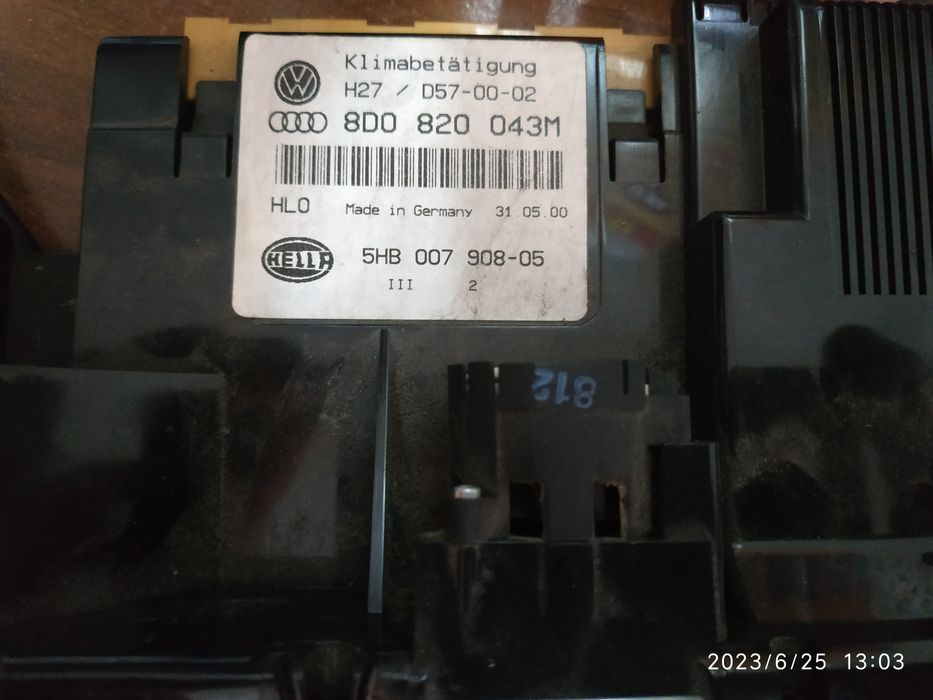 Klimabetätigung
H27 / D57-00-02
8D0 820 043M
HLO Made in Germany 31.05.00
HELLA 5HB 007 908-05
III 2
812
2023/6/25 13:03